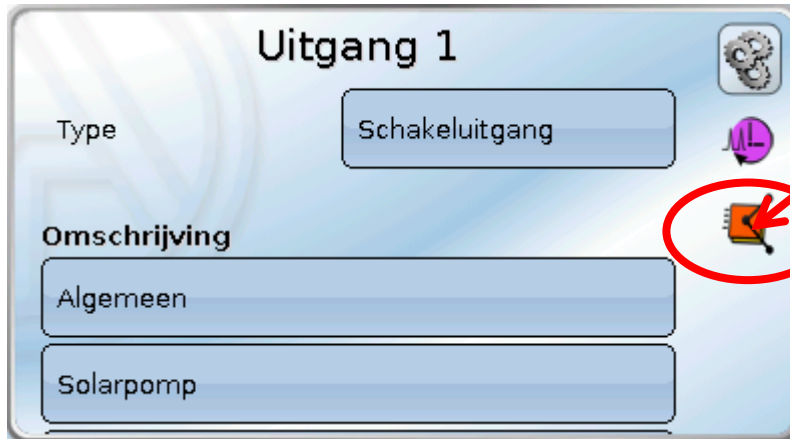 Uitgang 1
Type
Schakeluitgang
Omschrijving
Algemeen
Solarpomp